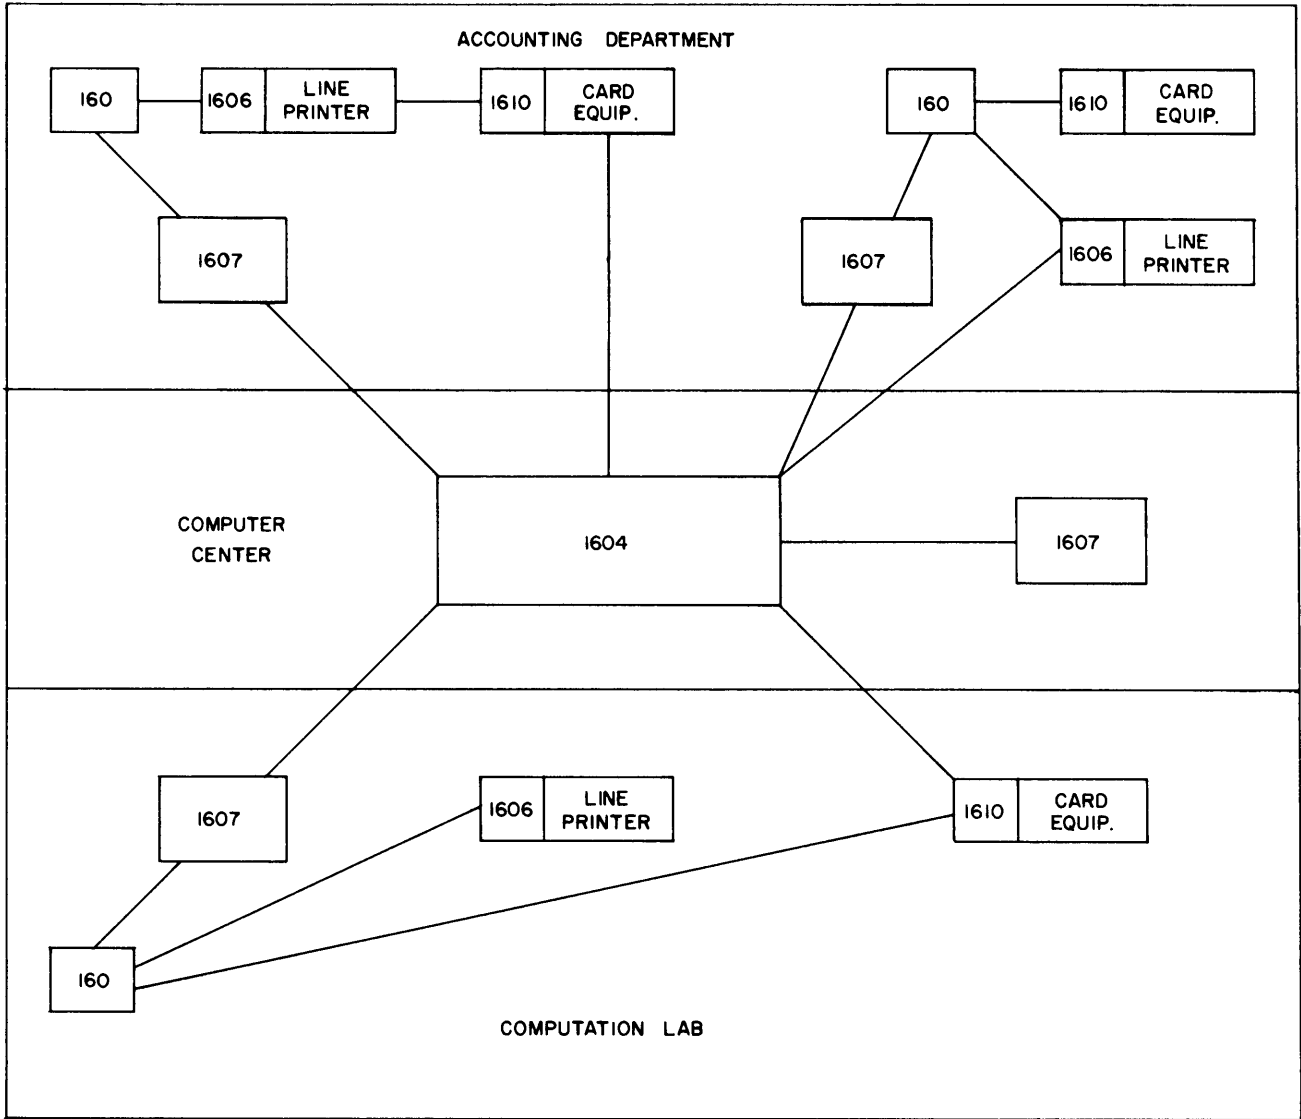 ACCOUNTING DEPARTMENT
160
1606
LINE
PRINTER
1610
CARD
EQUIP.
160
1610
CARD
EQUIP.
1607
1607
1606
LINE
PRINTER
COMPUTER
CENTER
1604
1607
1607
1606
LINE
PRINTER
1610
CARD
EQUIP.
160
COMPUTATION LAB